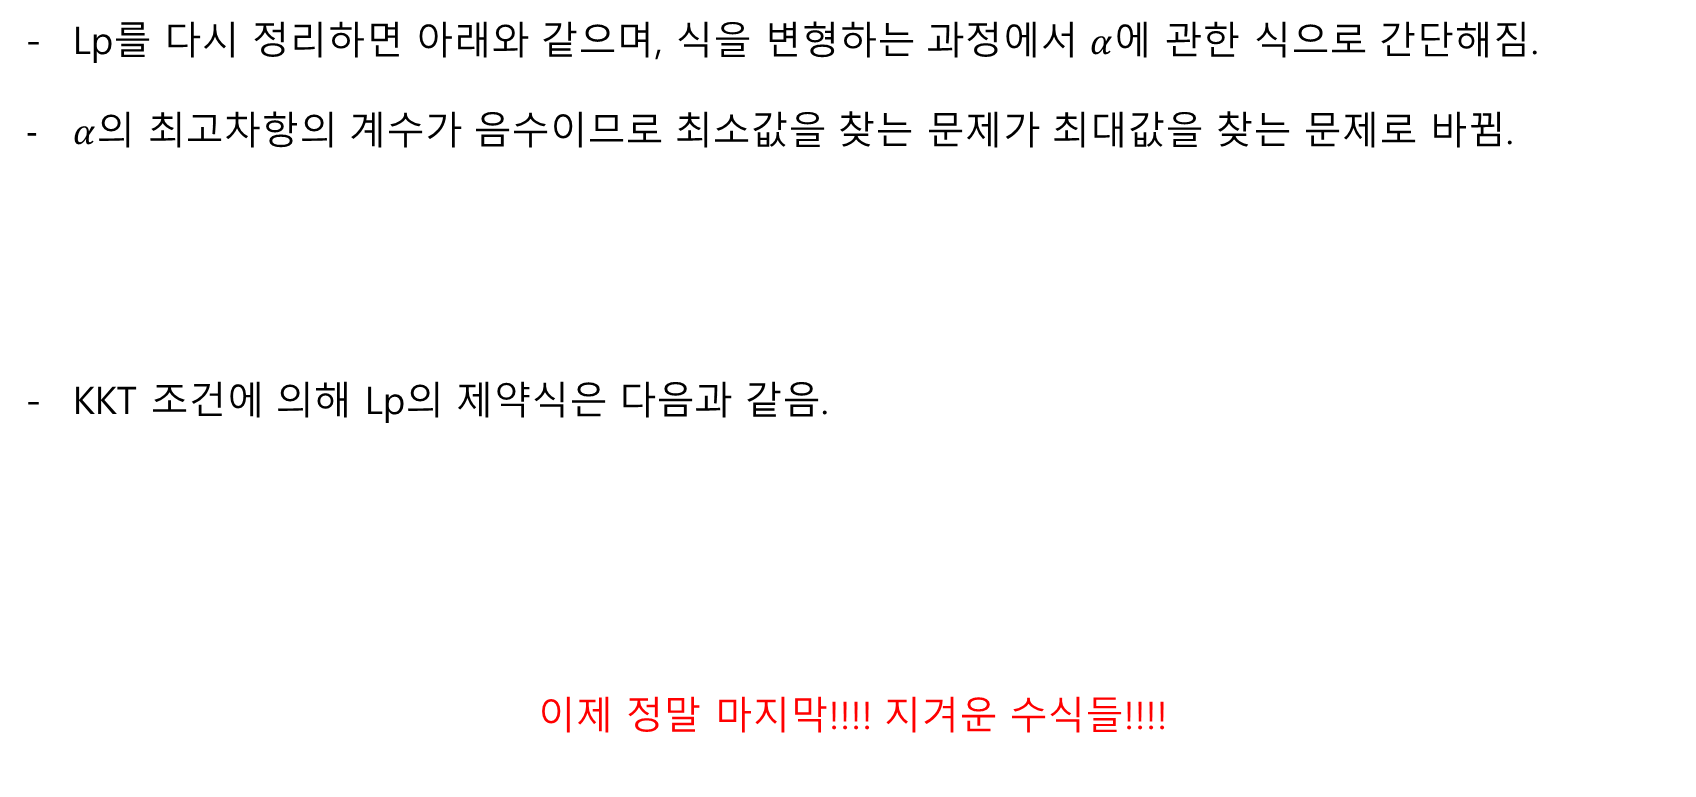 - Lp를 다시 정리하면 아래와 같으며, 식을 변형하는 과정에서 𝛼에 관한 식으로 간단해짐.
- 𝛼의 최고차항의 계수가 음수이므로 최소값을 찾는 문제가 최대값을 찾는 문제로 바뀜.
- KKT 조건에 의해 Lp의 제약식은 다음과 같음.
이제 정말 마지막!!!! 지겨운 수식들!!!!